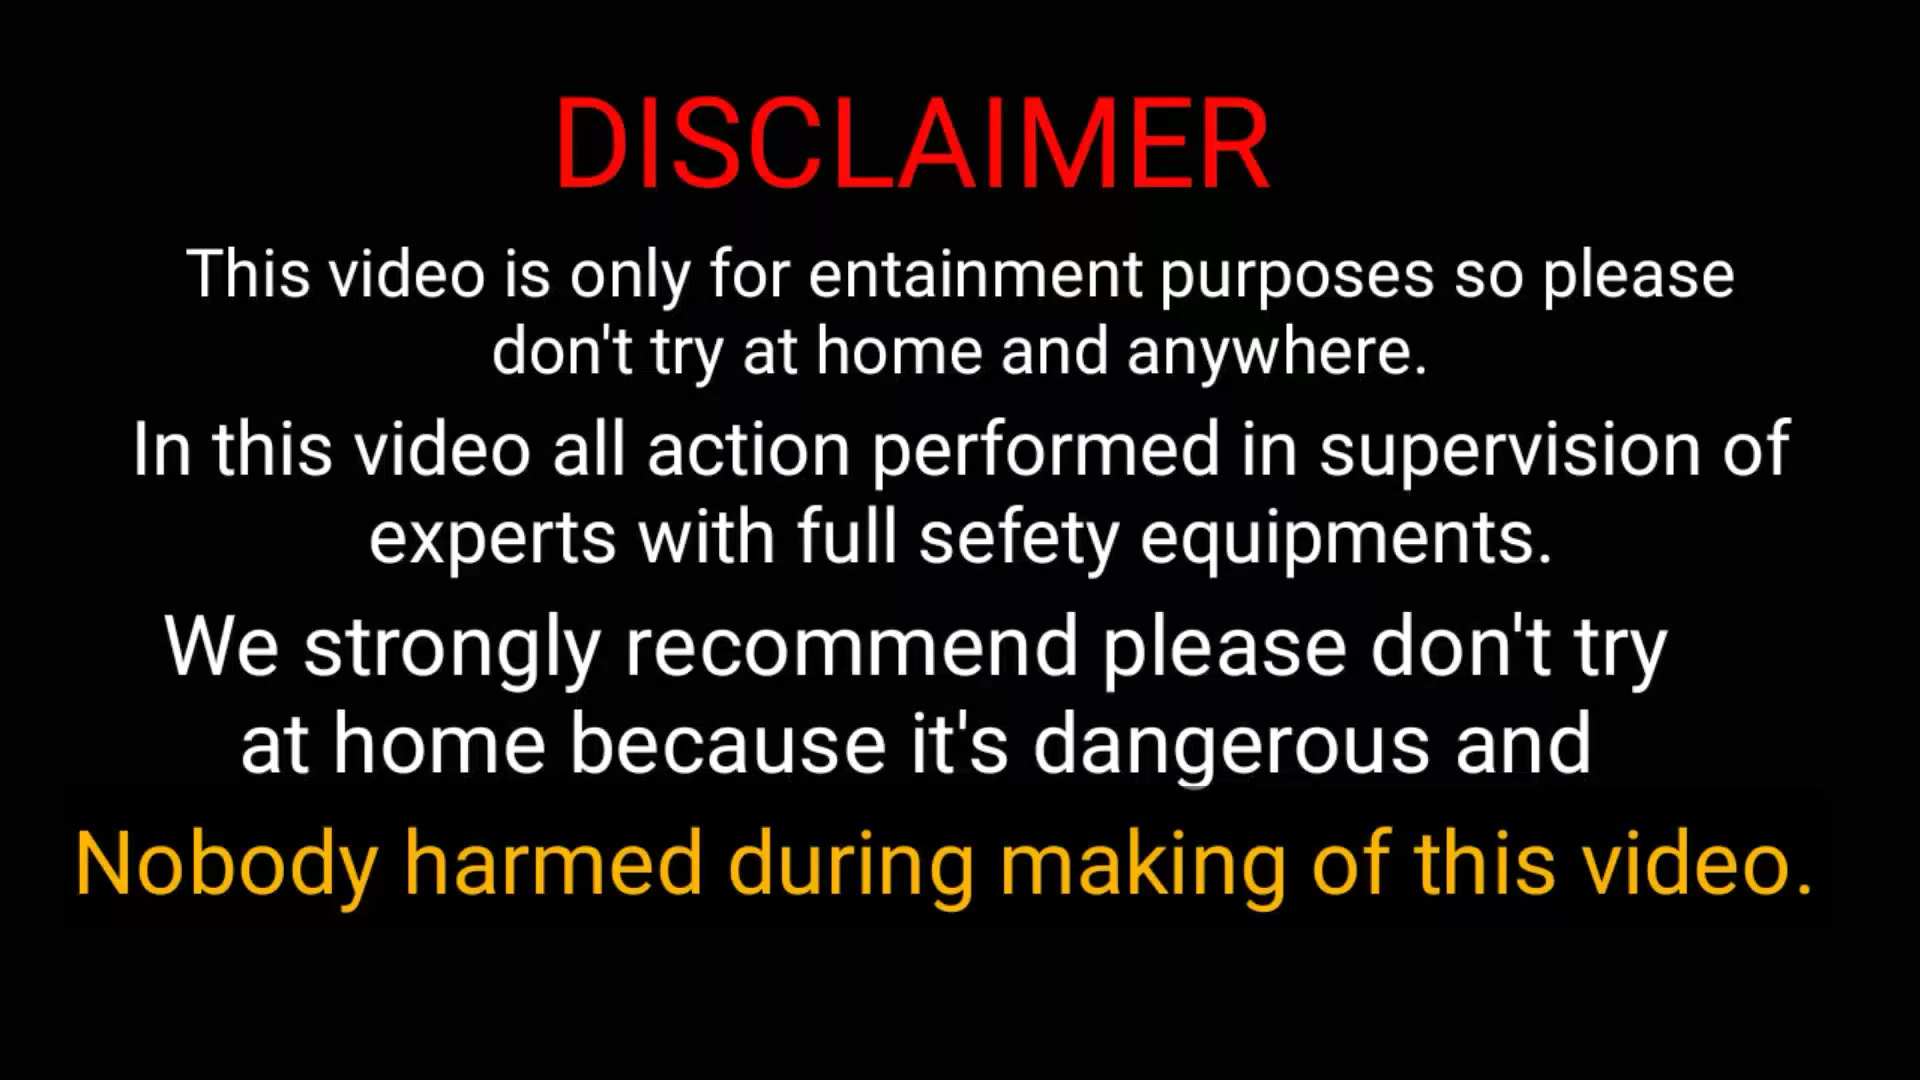 DISCLAIMER
This video is only for entainment purposes so please
don't try at home and anywhere.
In this video all action performed in supervision of
experts with full sefety equipments.
We strongly recommend please don't try
at home because it's dangerous and
Nobody harmed during making of this video.